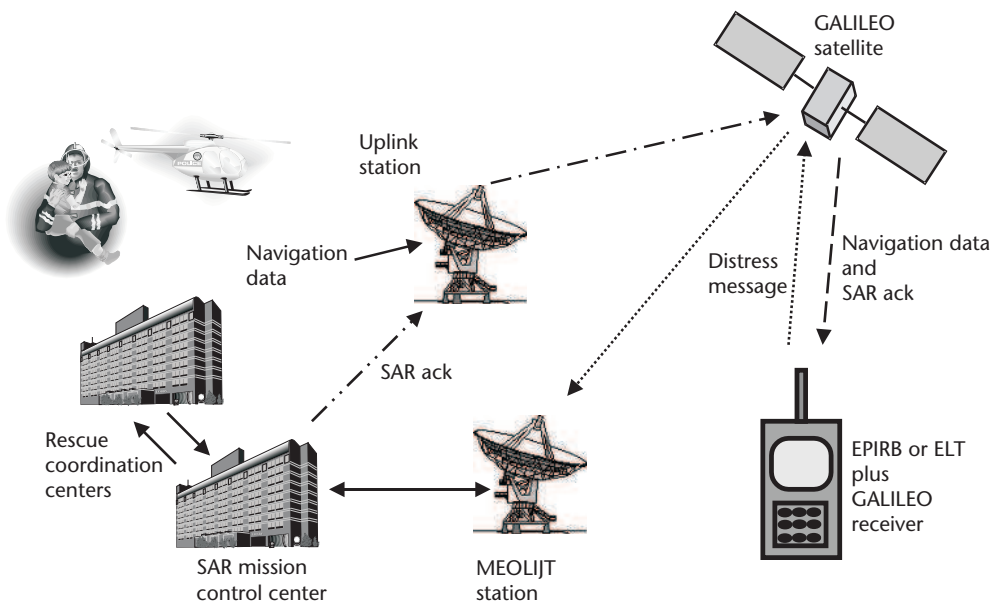 GALILEO
satellite
Uplink
station
POLICE
Navigation
data
Distress
message
Navigation data
and
SAR ack
SAR ack
Rescue
coordination
centers
EPIRB or ELT
plus
GALILEO
receiver
SAR mission
control center
MEOLIJT
station